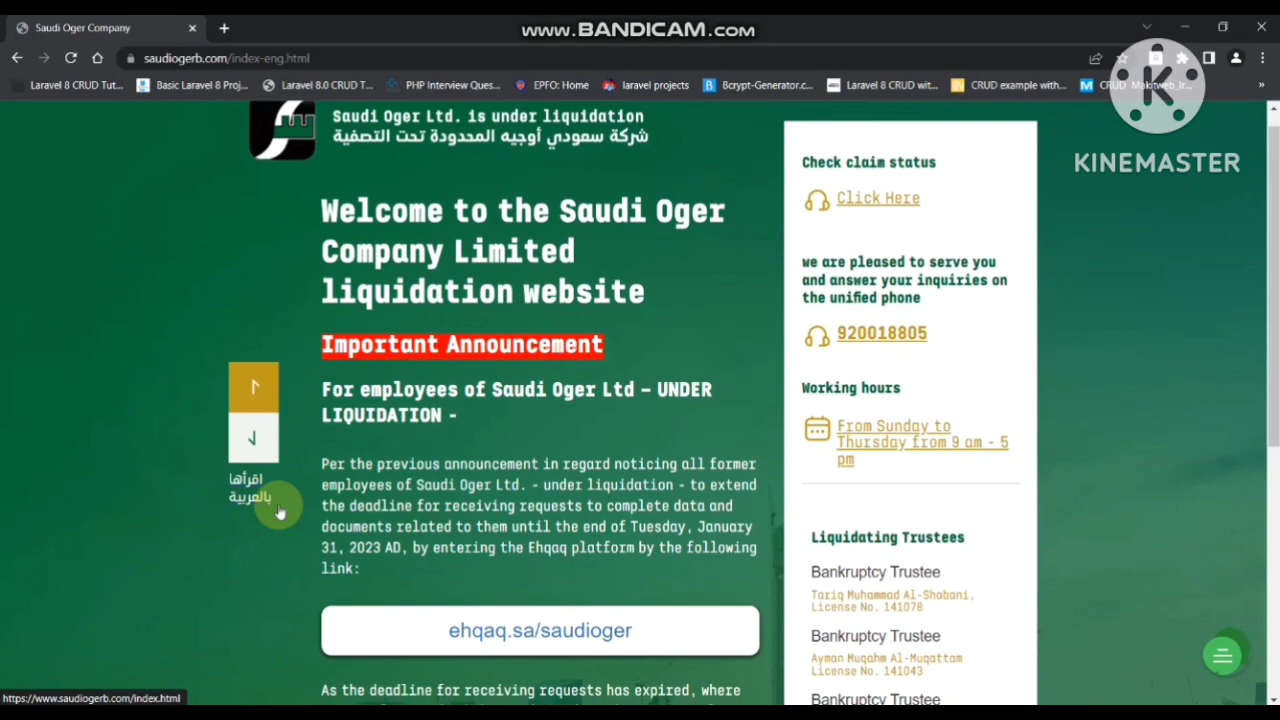 Saudi Oger Company
www.BANDICAM.com
saudiogerb.com/index-eng.html
Laravel 8 CRUD Tut...
Basic Laravel 8 Proj...
Laravel 8.0 CRUD T...
PHP Interview Ques...
EPFO: Home
laravel projects
Bcrypt-Generator.c...
CRUD wit...
CRUD example with...
KINEMASTER
Saudi Oger Ltd. is under liquidation
شركة سعودي أوجيه المحدودة تحت التصفية
Welcome to the Saudi Oger
Company Limited
liquidation website
Important Announcement
For employees of Saudi Oger Ltd – UNDER
LIQUIDATION -
اقرأها
بالعربية
Per the previous announcement in regard noticing all former
employees of Saudi Oger Ltd. - under liquidation - to extend
the deadline for receiving requests to complete data and
documents related to them until the end of Tuesday, January
31, 2023 AD, by entering the Ehqaq platform by the following
link:
ehqaq.sa/saudioger
As the deadline for receiving requests has expired, where
Check claim status
Click Here
we are pleased to serve you
and answer your inquiries on
the unified phone
920018805
Working hours
From Sunday to
Thursday from 9 am - 5
pm
Liquidating Trustees
Bankruptcy Trustee
Tariq Muhammad Al-Shabani,
License No. 141078
Bankruptcy Trustee
Ayman Muqahm Al-Muqattam
License No. 141043
Bankruptcy Trustee
https://www.saudiogerb.com/index.html